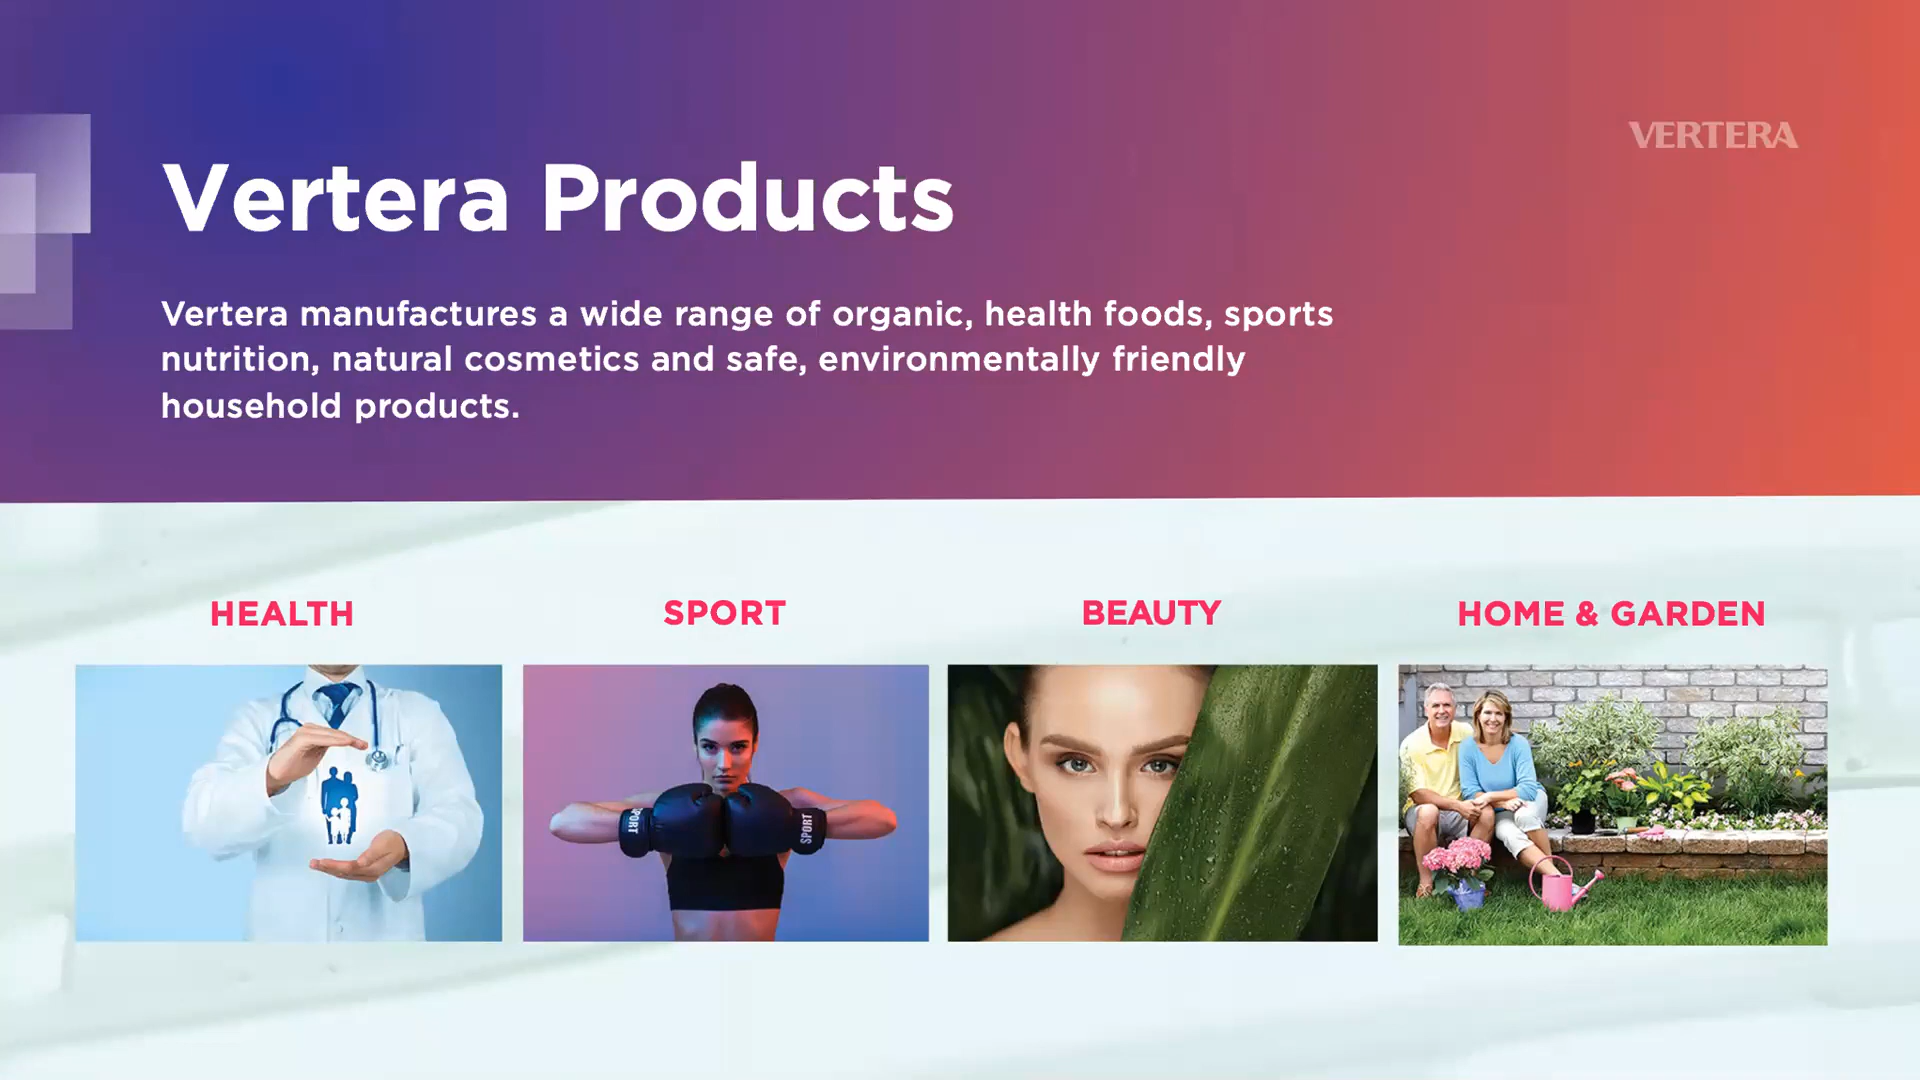 VERTERA
Vertera Products
Vertera manufactures a wide range of organic, health foods, sports
nutrition, natural cosmetics and safe, environmentally friendly
household products.
HEALTH
SPORT
BEAUTY
HOME & GARDEN
SPORT
SPORT